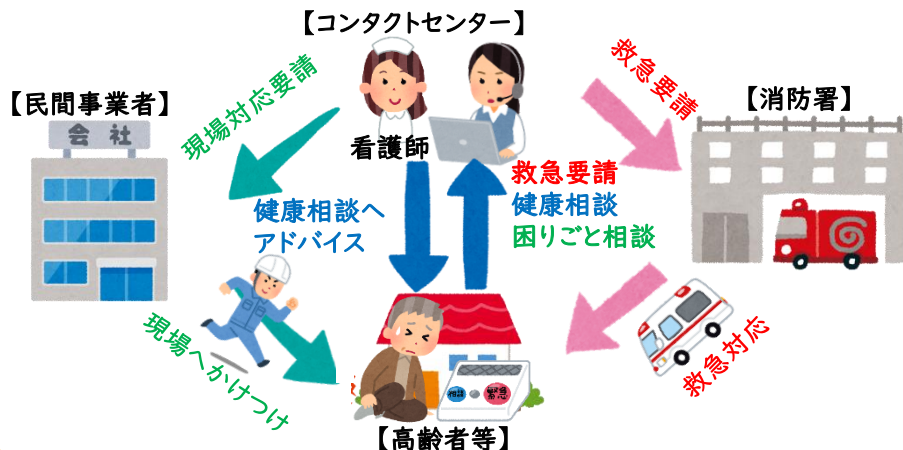 【コンタクトセンター】
現場対応要請
救急要請
【民間事業者】
【消防署】
会社
看護師
救急要請
健康相談
困りごと相談
健康相談へ
アドバイス
現場へかけつけ
救急対応
相談
緊急
【高齢者等】